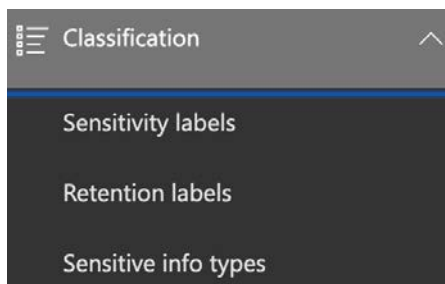 Classification
Sensitivity labels
Retention labels
Sensitive info types